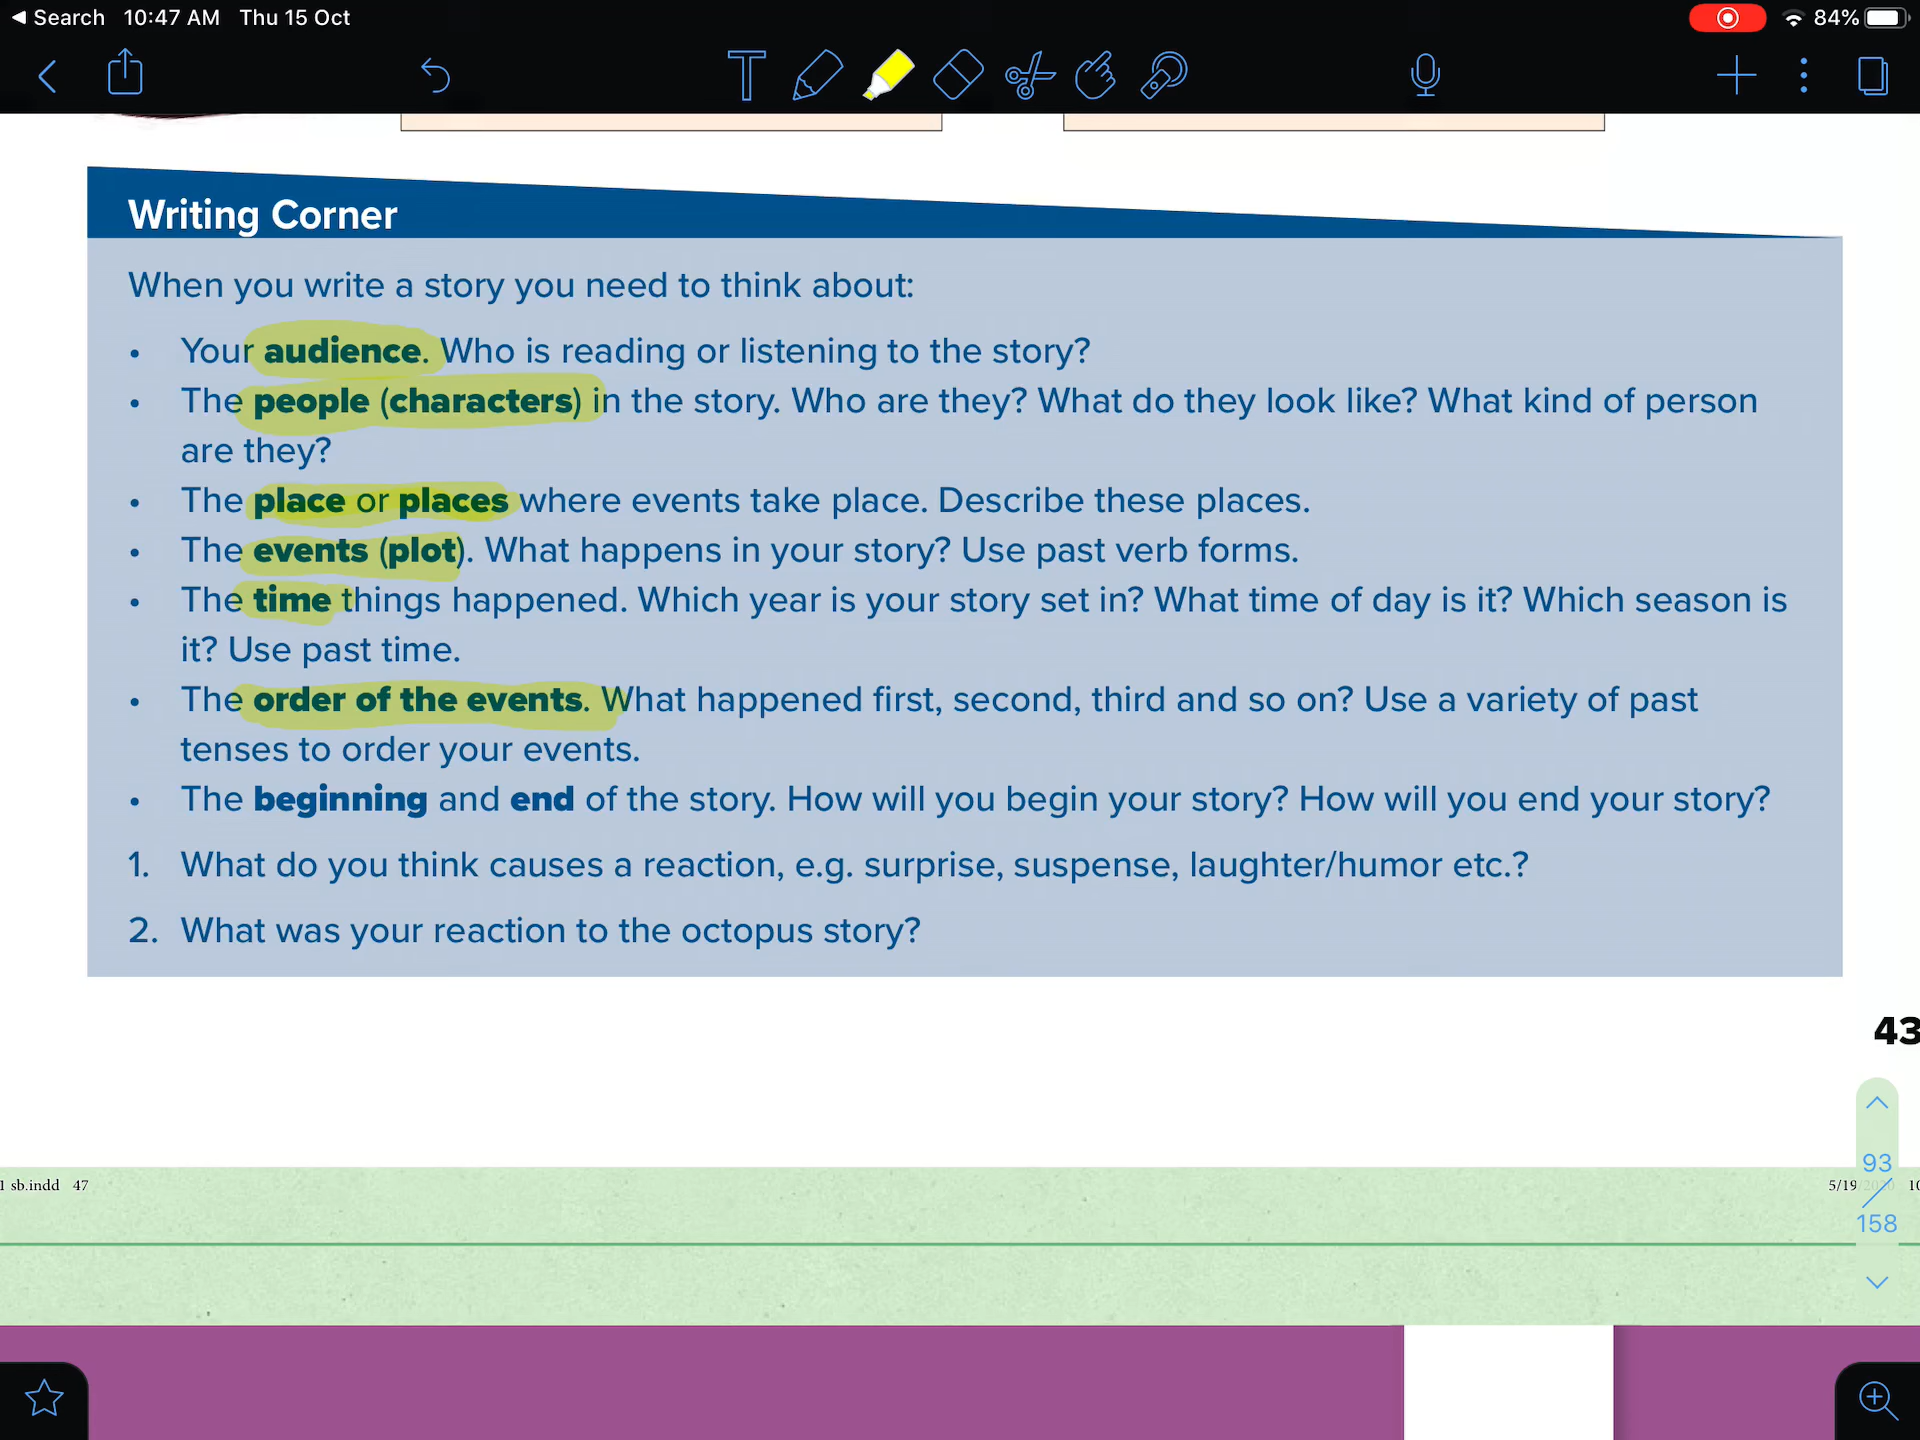 Search 10:47 AM Thu 15 Oct 84%
Writing Corner
When you write a story you need to think about:
• Your audience. Who is reading or listening to the story?
• The people (characters) in the story. Who are they? What do they look like? What kind of person
are they?
• The place or places where events take place. Describe these places.
• The events (plot). What happens in your story? Use past verb forms.
• The time things happened. Which year is your story set in? What time of day is it? Which season is
it? Use past time.
• The order of the events. What happened first, second, third and so on? Use a variety of past
tenses to order your events.
• The beginning and end of the story. How will you begin your story? How will you end your story?
1. What do you think causes a reaction, e.g. surprise, suspense, laughter/humor etc.?
2. What was your reaction to the octopus story?
43
93
158
1 sb.indd 47
5/19